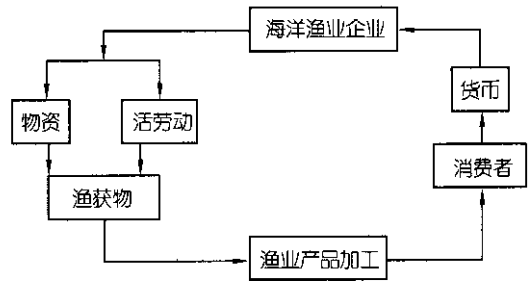 海洋渔业企业
货币
物资
活劳动
消费者
渔获物
渔业产品加工